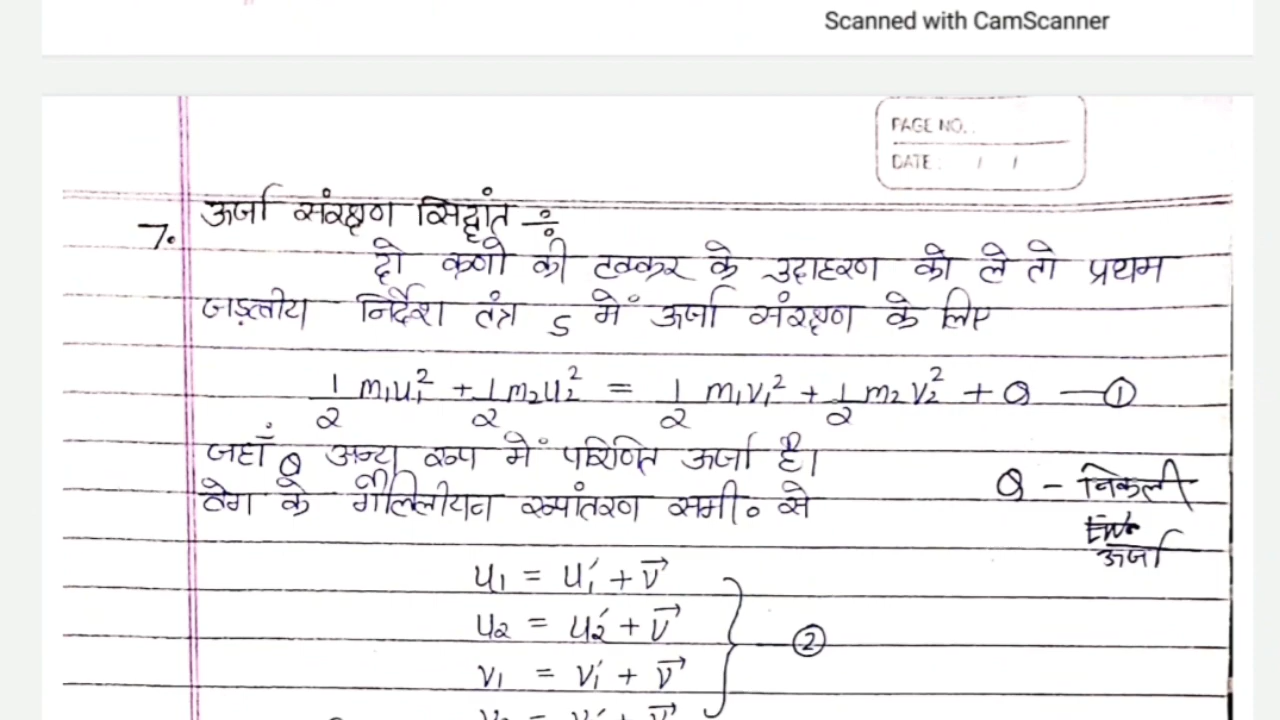 Scanned with CamScanner
PAGE NO.
DATE: / /
7. ऊर्जा संरक्षण सिद्धांत ÷
दो कणो की टक्कर के उदाहरण को ले तो प्रथम
जड़त्वीय निर्देश तंत्र S में ऊर्जा संरक्षण के लिए
1/2 m₁u₁² + 1/2 m₂u₂² = 1/2 m₁v₁² + 1/2 m₂v₂² + Q —①
जहाँ Q अन्य रूप में परिणित ऊर्जा है।
Q - निकली
ऊर्जा
वेग के गैलिलीयन रूपांतरण समी० से
u₁ = u₁′ + v⃗
u₂ = u₂′ + v⃗
v₁ = v₁′ + v⃗
—②